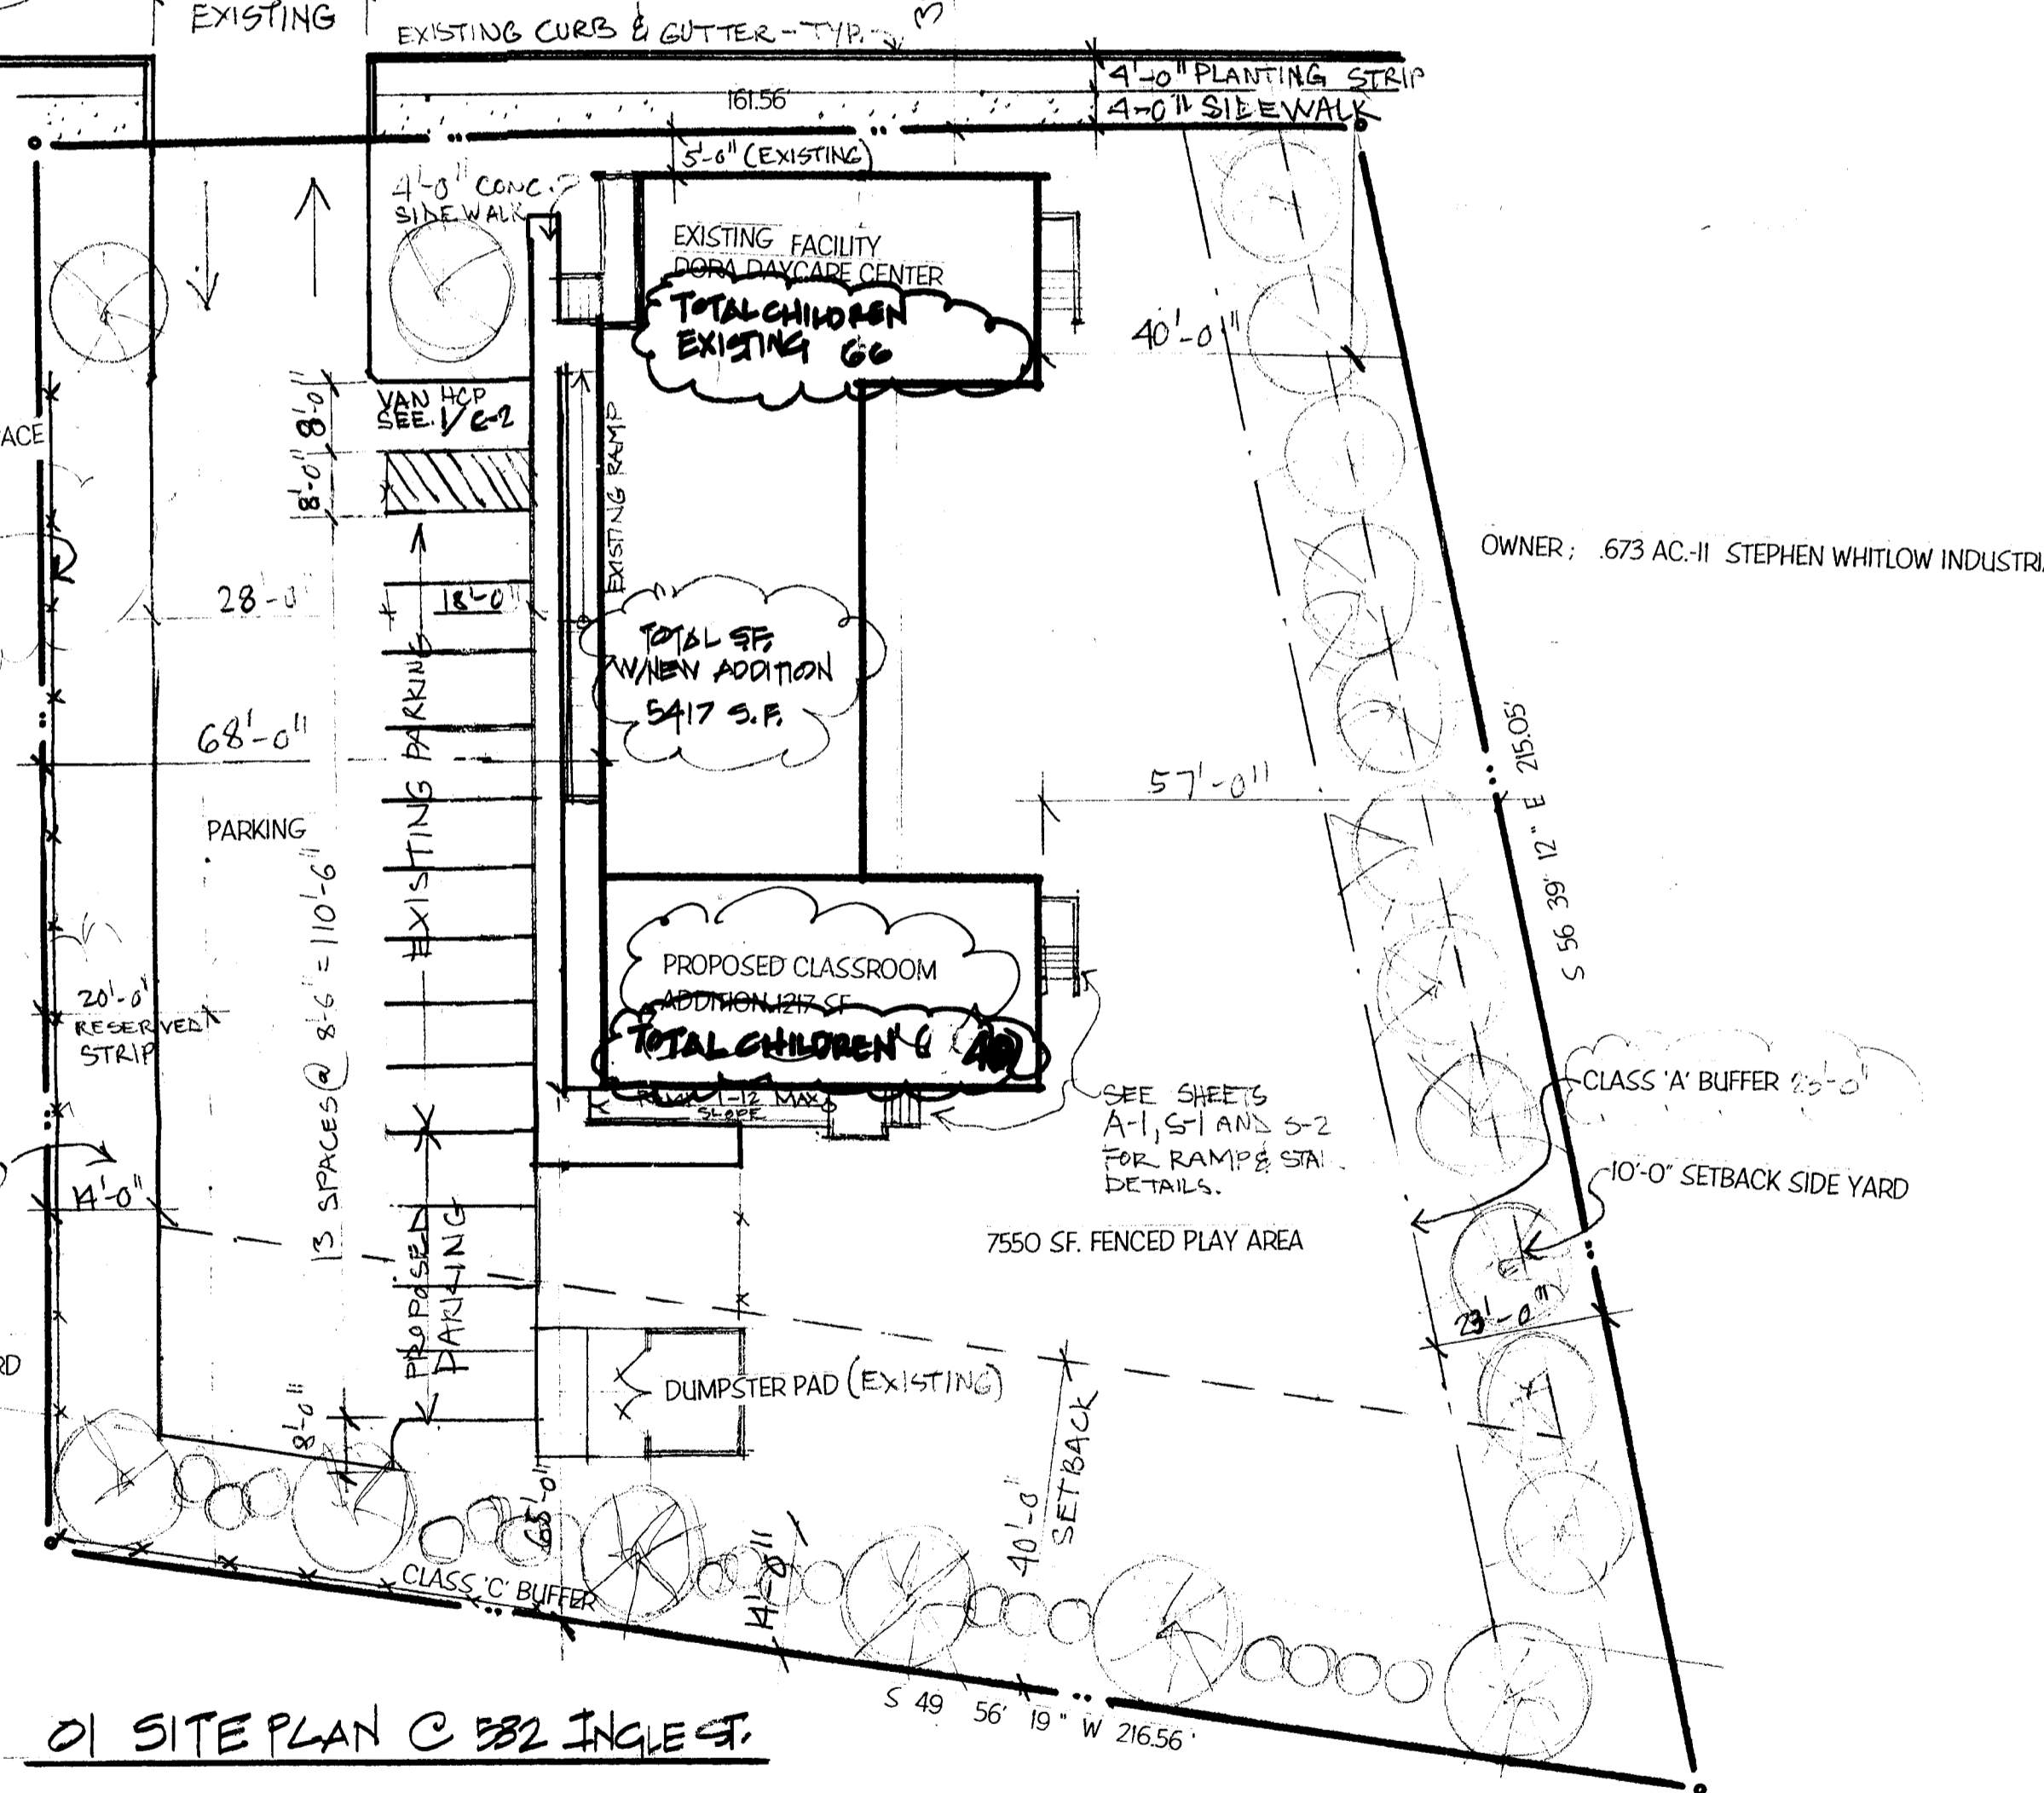 EXISTING
EXISTING CURB & GUTTER - TYP.
4'-0" PLANTING STRIP
161.56'
4'-0" SIDEWALK
5'-0" (EXISTING)
4'-0" CONC.
SIDEWALK
EXISTING FACILITY
DORA DAYCARE CENTER
TOTAL CHILDREN
EXISTING 66
40'-0"
VAN HCP
SEE 1/C-2
8'-0"
8'-0"
ACE
EXISTING RAMP
OWNER; .673 AC.-11 STEPHEN WHITLOW INDUSTRI
28'-0"
18'-0"
TOTAL SF.
W/NEW ADDITION
5417 S.F.
EXISTING PARKING
68'-0"
57'-0"
S 56 39' 12" E 215.05'
PARKING
13 SPACES @ 8'-6" = 110'-6"
PROPOSED CLASSROOM
ADDITION 1217 SF
TOTAL CHILDREN
20'-0"
RESERVED
STRIP
RAMP 1-12 MAX
SLOPE
SEE SHEETS
A-1, S-1 AND S-2
FOR RAMP &
DETAILS.
CLASS 'A' BUFFER 23'-0"
10'-0" SETBACK SIDE YARD
14'-0"
7550 SF. FENCED PLAY AREA
PROPOSED
PARKING
23'-0"
RD
DUMPSTER PAD (EXISTING)
8'-0"
65'-0"
40'-0"
SETBACK
14'-0"
CLASS 'C' BUFFER
S 49 56' 19" W 216.56'
01 SITE PLAN C 532 INGLE ST.